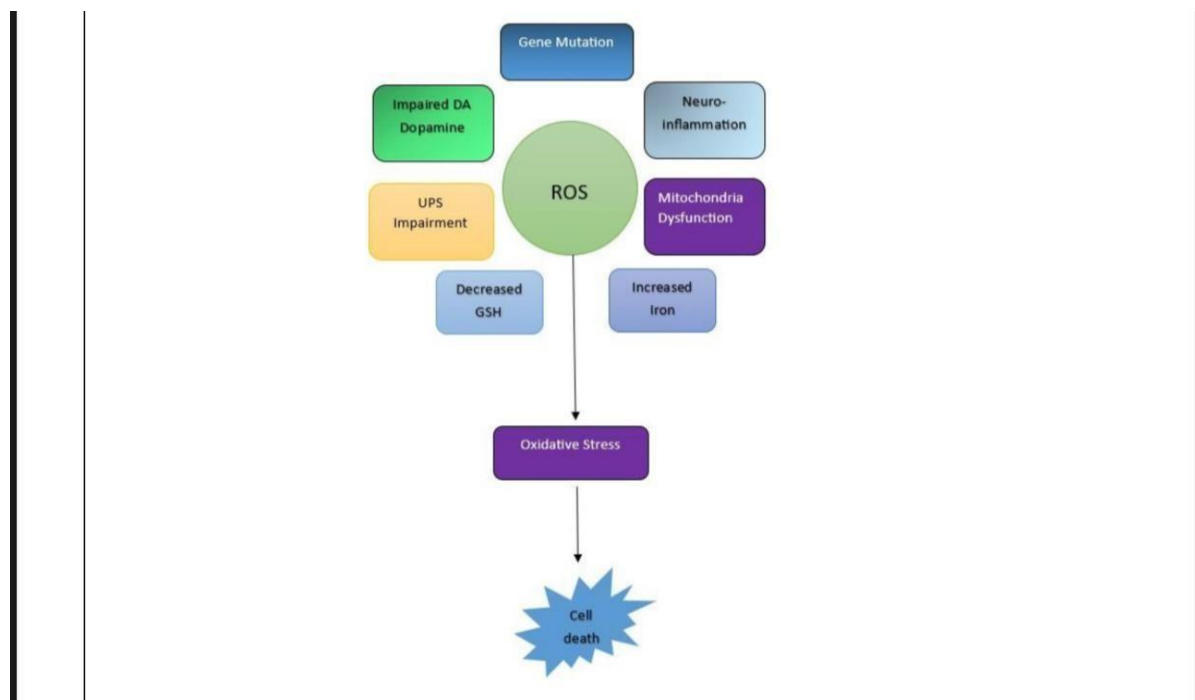 Gene Mutation
Impaired DA
Dopamine
Neuro-
inflammation
ROS
UPS
Impairment
Mitochondria
Dysfunction
Decreased
GSH
Increased
Iron
Oxidative Stress
Cell
death